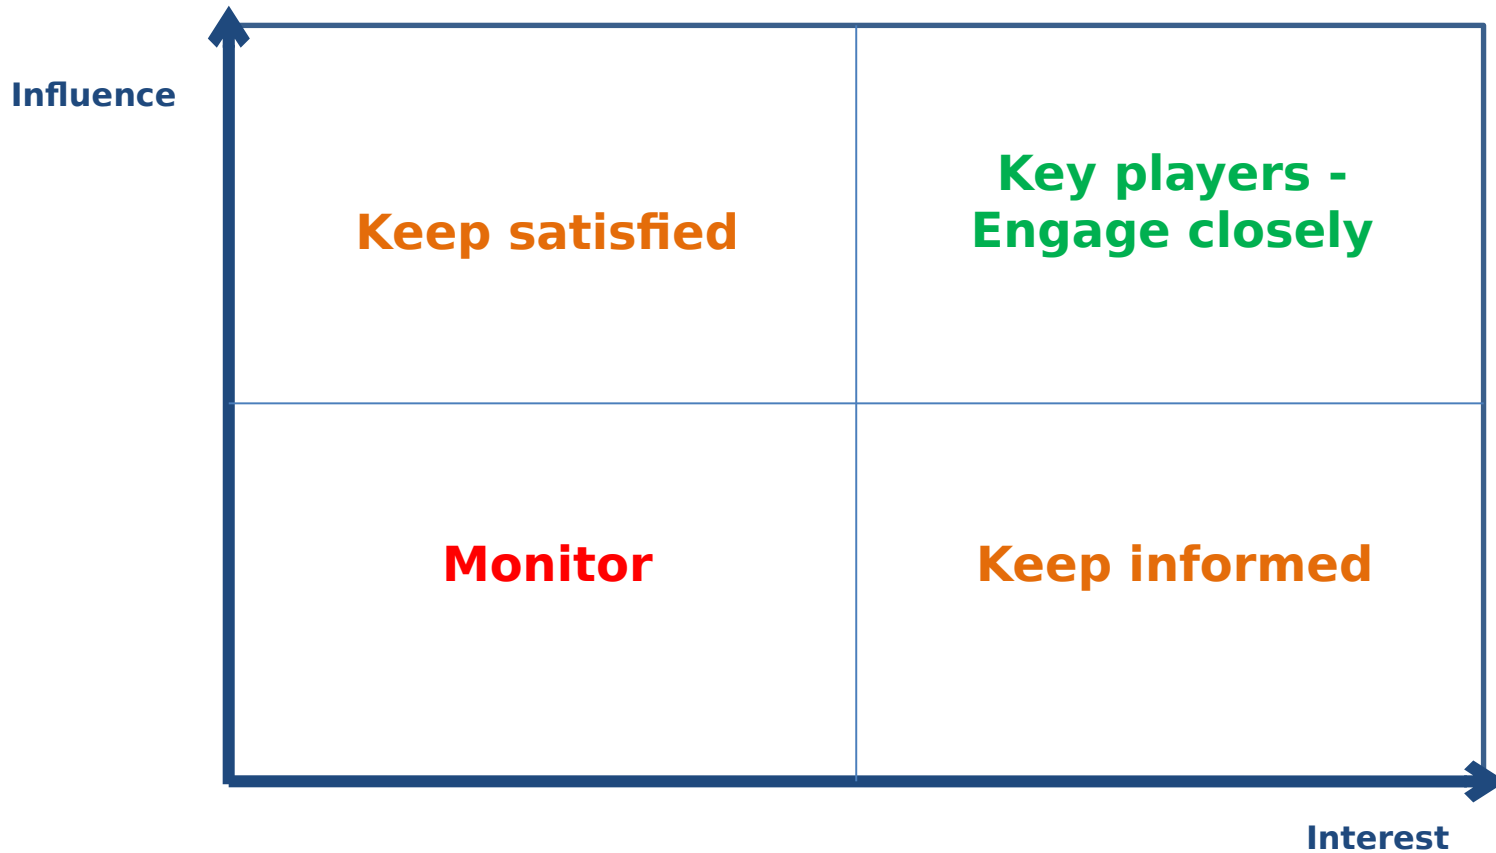 Influence
Key players -
Engage closely
Keep satisfied
Monitor
Keep informed
Interest